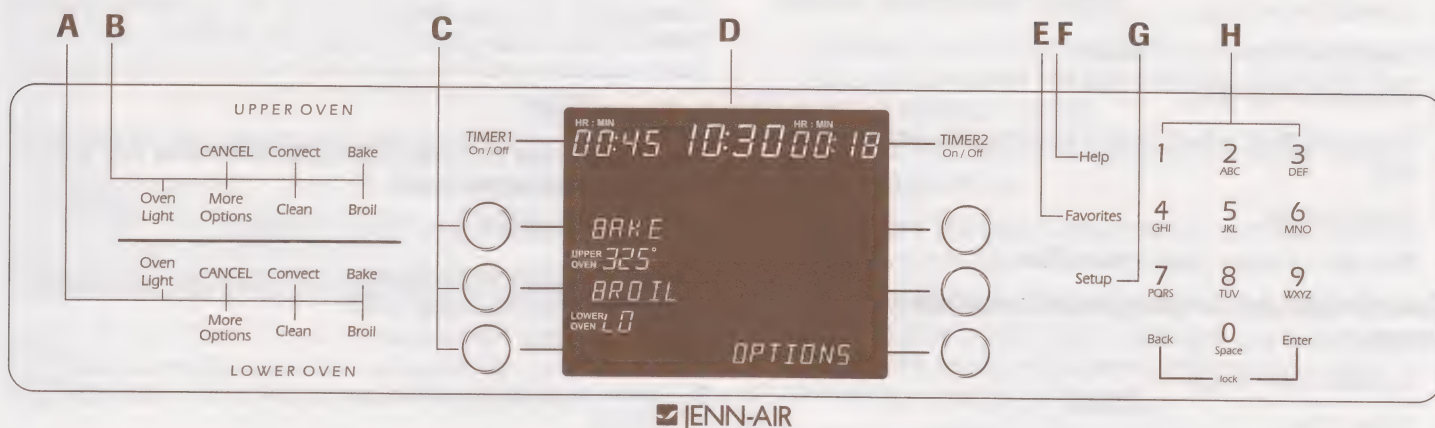 A B C D E F G H
UPPER OVEN
CANCEL Convect Bake
Oven Light More Options Clean Broil
Oven Light CANCEL Convect Bake
More Options Clean Broil
LOWER OVEN
TIMER1
On / Off
HR : MIN HR : MIN
00:45 10:30 00:18
BAKE
UPPER OVEN 325°
BROIL
LOWER OVEN LO
OPTIONS
TIMER2
On / Off
Help
Favorites
Setup
1 2 3
ABC DEF
4 5 6
GHI JKL MNO
7 8 9
PQRS TUV WXYZ
Back 0 Enter
Space
lock
JENN-AIR